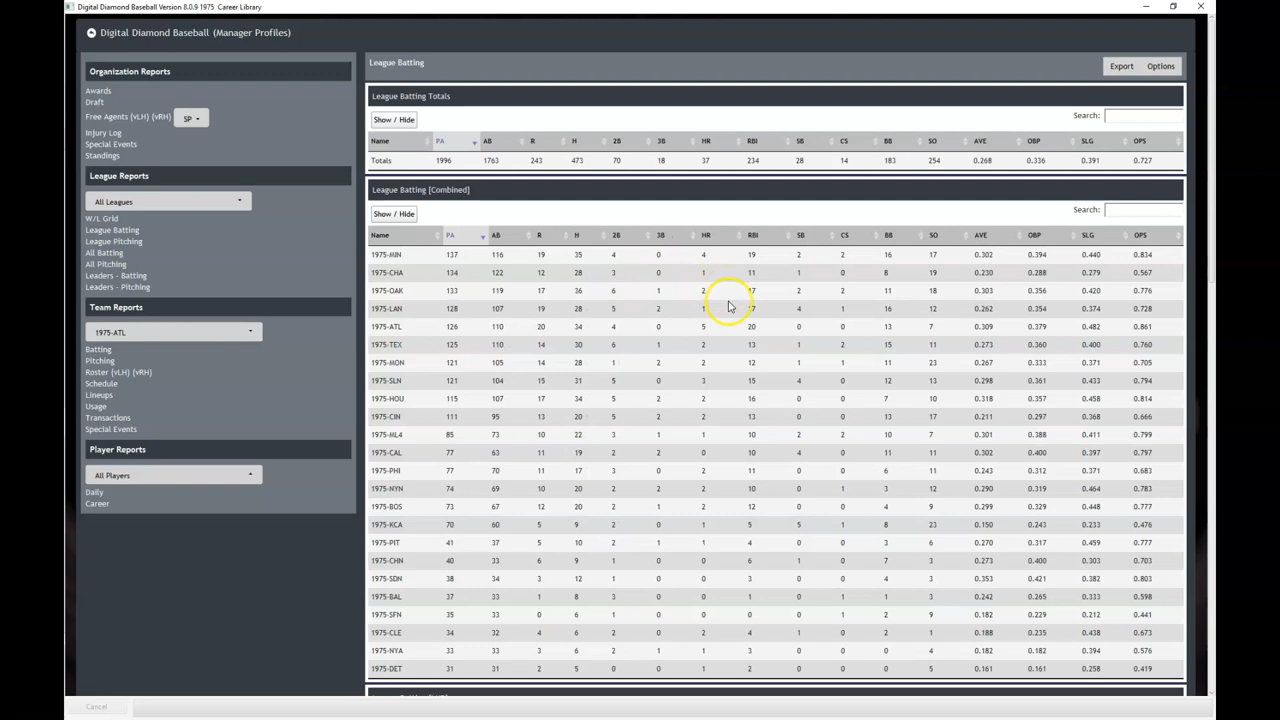 Digital Diamond Baseball Version 8.0.9 1975 Career Library
Digital Diamond Baseball (Manager Profiles)
Organization Reports
Awards
Draft
Free Agents (vLH) (vRH) SP
Injury Log
Special Events
Standings
League Reports
All Leagues
W/L Grid
League Batting
League Pitching
All Batting
All Pitching
Leaders - Batting
Leaders - Pitching
Team Reports
1975-ATL
Batting
Pitching
Roster (vLH) (vRH)
Schedule
Lineups
Usage
Transactions
Special Events
Player Reports
All Players
Daily
Career
Cancel
League Batting Export Options
League Batting Totals
Show / Hide Search:
Name PA AB R H 2B 3B HR RBI SB CS BB SO AVE OBP SLG OPS
Totals 1996 1763 243 473 70 18 37 234 28 14 183 254 0.268 0.336 0.391 0.727
League Batting [Combined]
Show / Hide Search:
Name PA AB R H 2B 3B HR RBI SB CS BB SO AVE OBP SLG OPS
1975-MIN 137 116 19 35 4 0 4 19 2 2 16 17 0.302 0.394 0.440 0.834
1975-CHA 134 122 12 28 3 0 1 11 1 0 8 19 0.230 0.288 0.279 0.567
1975-OAK 133 119 17 36 6 1 2 17 2 2 11 18 0.303 0.356 0.420 0.776
1975-LAN 128 107 19 28 5 2 1 7 4 1 16 12 0.262 0.354 0.374 0.728
1975-ATL 126 110 20 34 4 0 5 20 0 0 13 7 0.309 0.379 0.482 0.861
1975-TEX 125 110 14 30 6 1 2 13 1 2 15 11 0.273 0.360 0.400 0.760
1975-MON 121 105 14 28 1 2 2 12 1 1 11 23 0.267 0.333 0.371 0.705
1975-SLN 121 104 15 31 5 0 3 15 4 0 12 13 0.298 0.361 0.433 0.794
1975-HOU 115 107 17 34 5 2 2 16 0 0 7 10 0.318 0.357 0.458 0.814
1975-CIN 111 95 13 20 5 2 2 13 0 0 13 17 0.211 0.297 0.368 0.666
1975-ML4 85 73 10 22 3 1 1 10 2 2 10 7 0.301 0.388 0.411 0.799
1975-CAL 77 63 11 19 2 2 0 10 4 0 11 11 0.302 0.400 0.397 0.797
1975-PHI 77 70 11 17 3 0 2 11 0 0 6 11 0.243 0.312 0.371 0.683
1975-NYN 74 69 10 20 2 2 2 10 0 1 3 12 0.290 0.319 0.464 0.783
1975-BOS 73 67 12 20 2 1 2 12 0 0 4 9 0.299 0.329 0.448 0.777
1975-KCA 70 60 5 9 2 0 1 5 5 1 8 23 0.150 0.243 0.233 0.476
1975-PIT 41 37 5 10 2 1 1 4 0 0 3 6 0.270 0.317 0.459 0.777
1975-CHN 40 33 6 9 1 0 0 6 1 0 7 3 0.273 0.400 0.303 0.703
1975-SDN 38 34 3 12 1 0 0 3 0 0 4 3 0.353 0.421 0.382 0.803
1975-BAL 37 33 1 8 3 0 0 1 0 1 1 3 0.242 0.265 0.333 0.598
1975-SFN 35 33 0 6 1 0 0 0 0 1 2 9 0.182 0.229 0.212 0.441
1975-CLE 34 32 4 6 2 0 2 4 1 0 2 1 0.188 0.235 0.438 0.673
1975-NYA 33 33 3 6 2 1 1 3 0 0 0 4 0.182 0.182 0.394 0.576
1975-DET 31 31 2 5 0 0 1 2 0 0 0 5 0.161 0.161 0.258 0.419